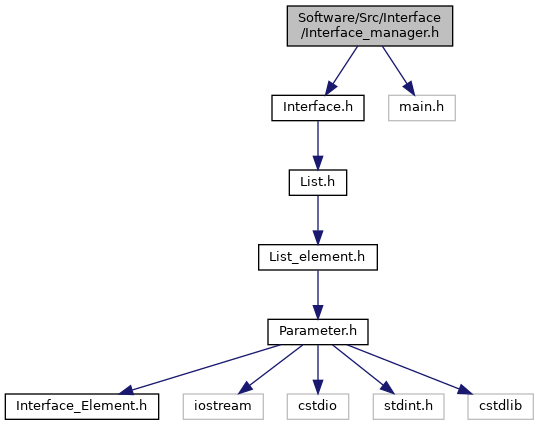 Software/Src/Interface
/Interface_manager.h
Interface.h
main.h
List.h
List_element.h
Parameter.h
Interface_Element.h
iostream
cstdio
stdint.h
cstdlib